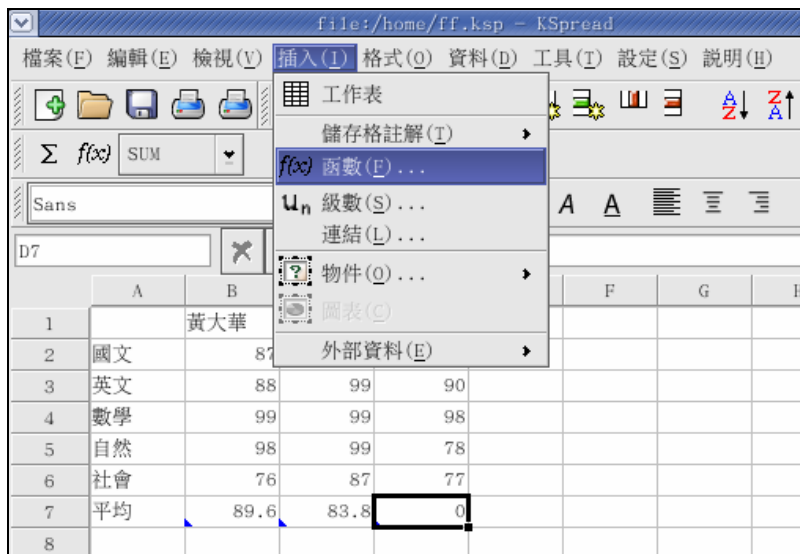 file:/home/ff.ksp - KSpread
檔案(F) 編輯(E) 檢視(V) 插入(I) 格式(O) 資料(D) 工具(T) 設定(S) 説明(H)
工作表
儲存格註解(T)
Σ f(x) SUM
f(x) 函數(F)...
Sans
Un 級數(S)...
A A
連結(L)...
D7
物件(O)...
圖表(C)
外部資料(E)
A B F G
1 黃大華
2 國文 87
3 英文 88 99 90
4 數學 99 99 98
5 自然 98 99 78
6 社會 76 87 77
7 平均 89.6 83.8 0
8